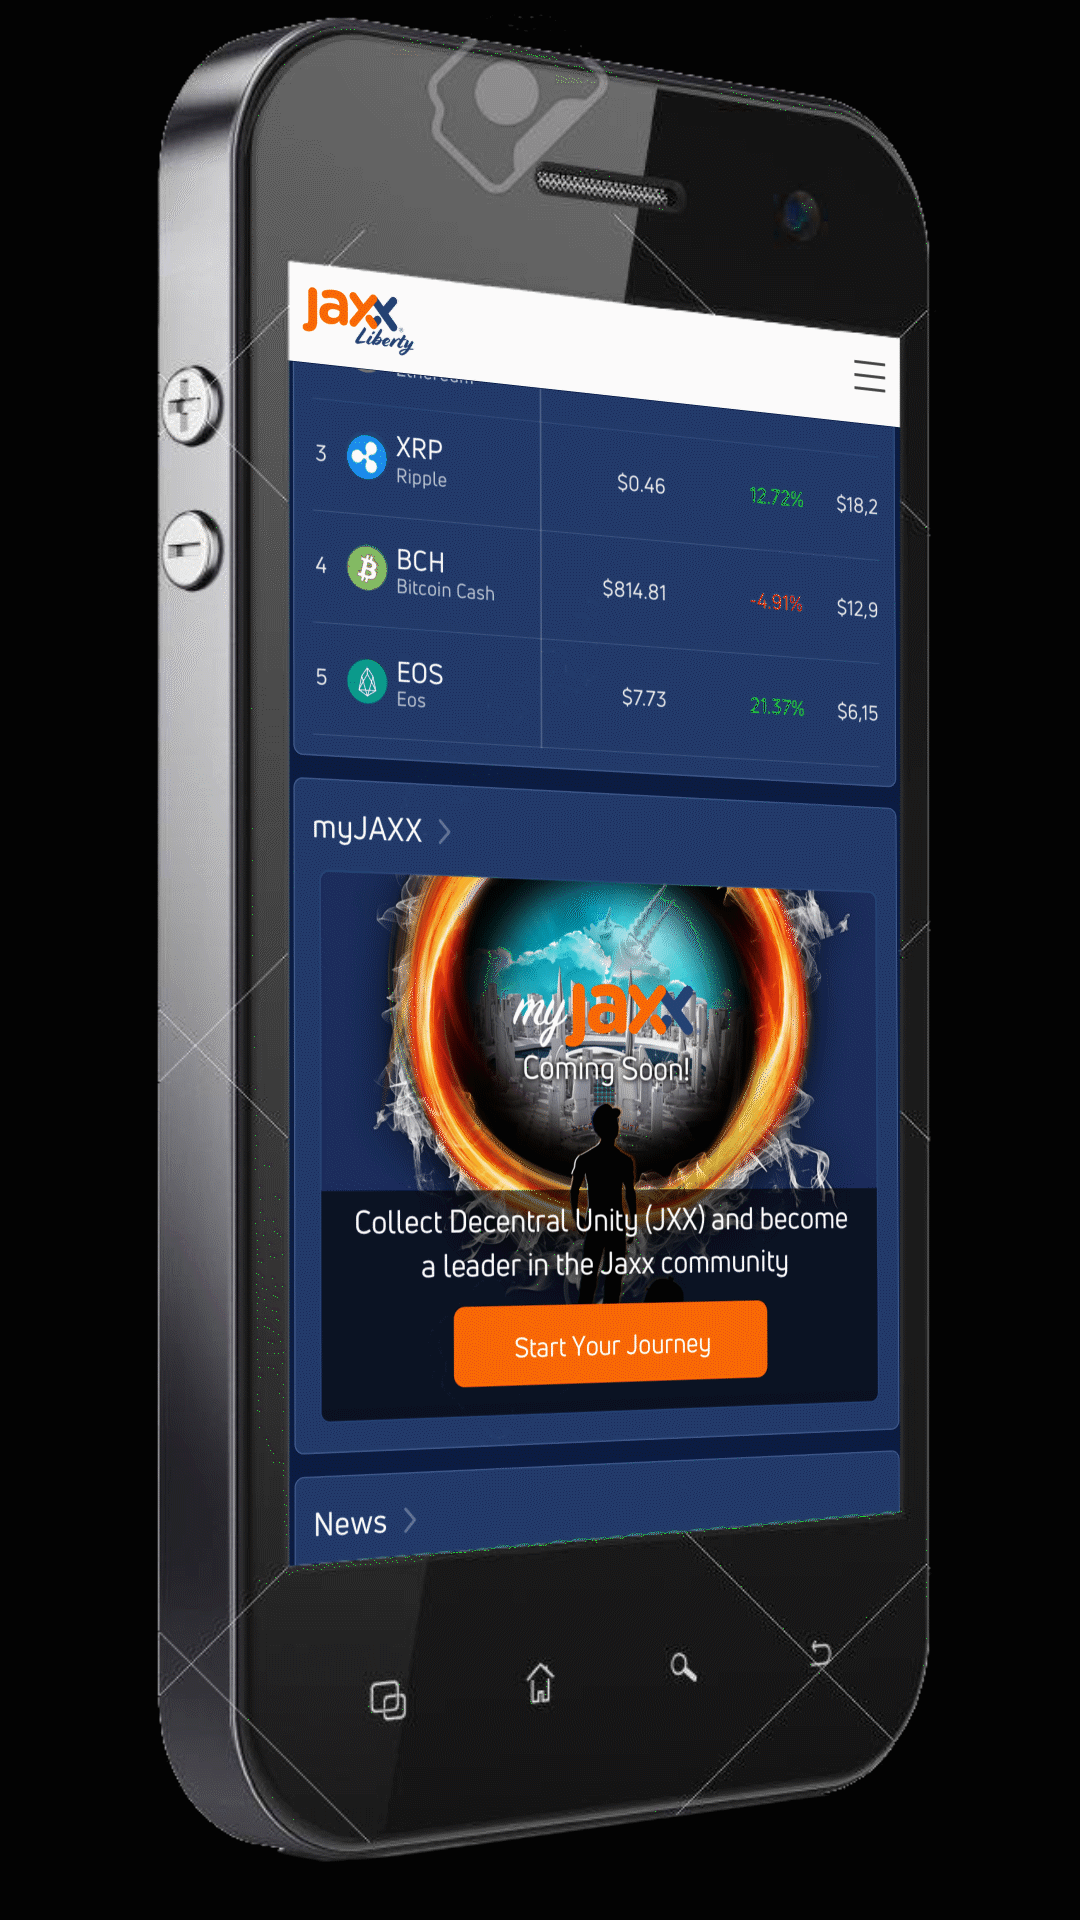 Jaxx
Liberty
Ethereum
3 XRP $0.46 12.72% $18,2
Ripple
4 BCH $814.81 -4.91% $12,9
Bitcoin Cash
5 EOS $7.73 21.37% $6,15
Eos
myJAXX
my Jaxx
Coming Soon!
Collect Decentral Unity (JXX) and become
a leader in the Jaxx community
Start Your Journey
News